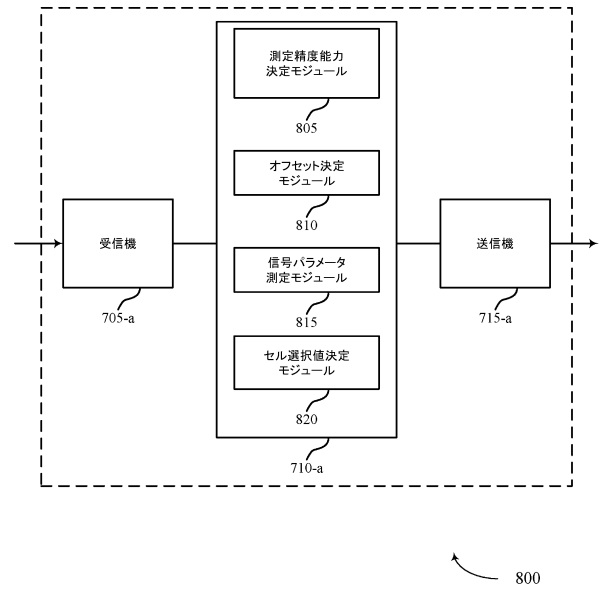 測定精度能力
決定モジュール
805
オフセット決定
モジュール
810
受信機
705-a
信号パラメータ
測定モジュール
815
送信機
715-a
セル選択値決定
モジュール
820
710-a
800